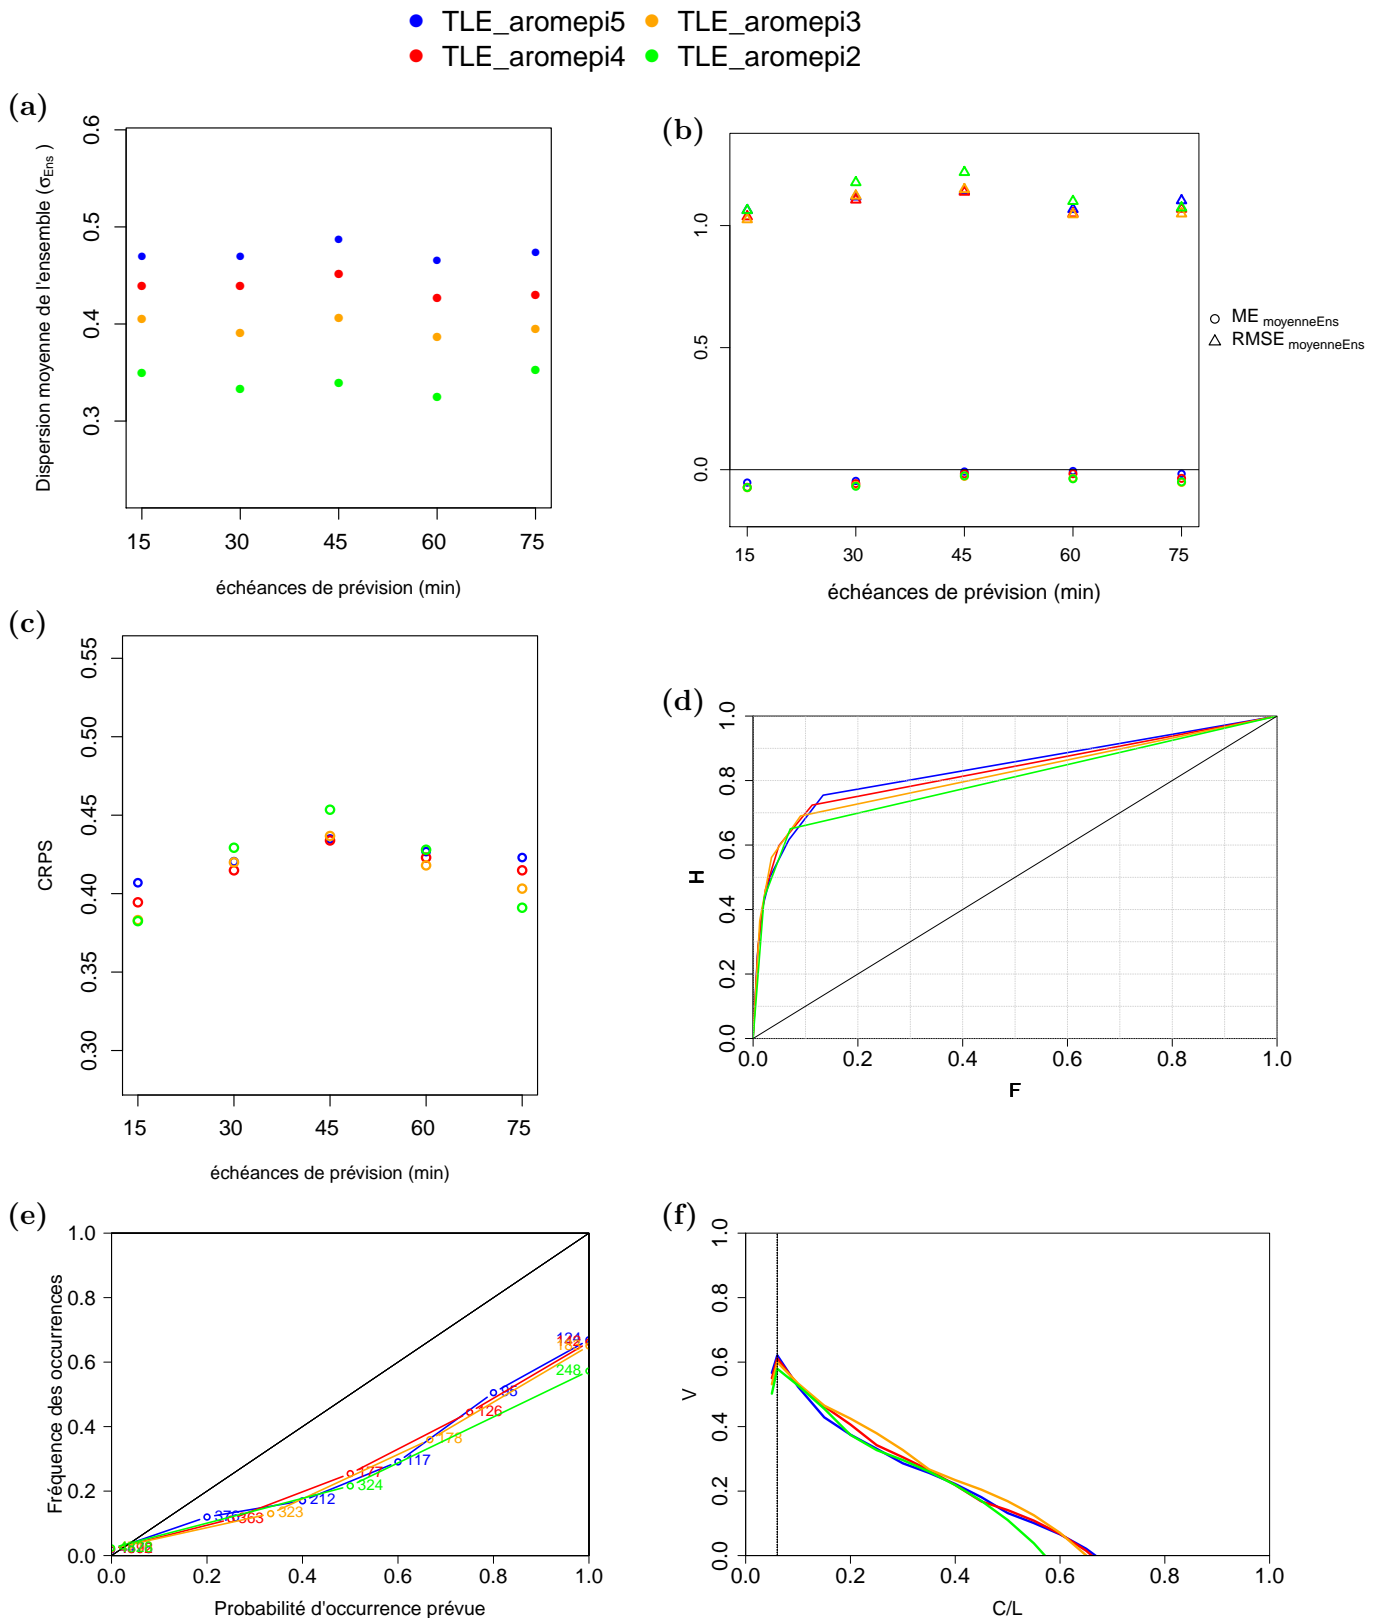 TLE_aromepi5 TLE_aromepi3
TLE_aromepi4 TLE_aromepi2
(a)
Dispersion moyenne de l'ensemble (σEns )
0.3 0.4 0.5 0.6
15 30 45 60 75
échéances de prévision (min)
(b)
0.0 0.5 1.0
15 30 45 60 75
échéances de prévision (min)
ME moyenneEns
RMSE moyenneEns
(c)
CRPS
0.30 0.35 0.40 0.45 0.50 0.55
15 30 45 60 75
échéances de prévision (min)
(d)
H
0.0 0.2 0.4 0.6 0.8 1.0
0.0 0.2 0.4 0.6 0.8 1.0
F
(e)
Fréquence des occurrences
0.0 0.2 0.4 0.6 0.8 1.0
124
248
95
126
178
117
177
324
212
323
363
0.0 0.2 0.4 0.6 0.8 1.0
Probabilité d'occurrence prévue
(f)
V
0.0 0.2 0.4 0.6 0.8 1.0
0.0 0.2 0.4 0.6 0.8 1.0
C/L